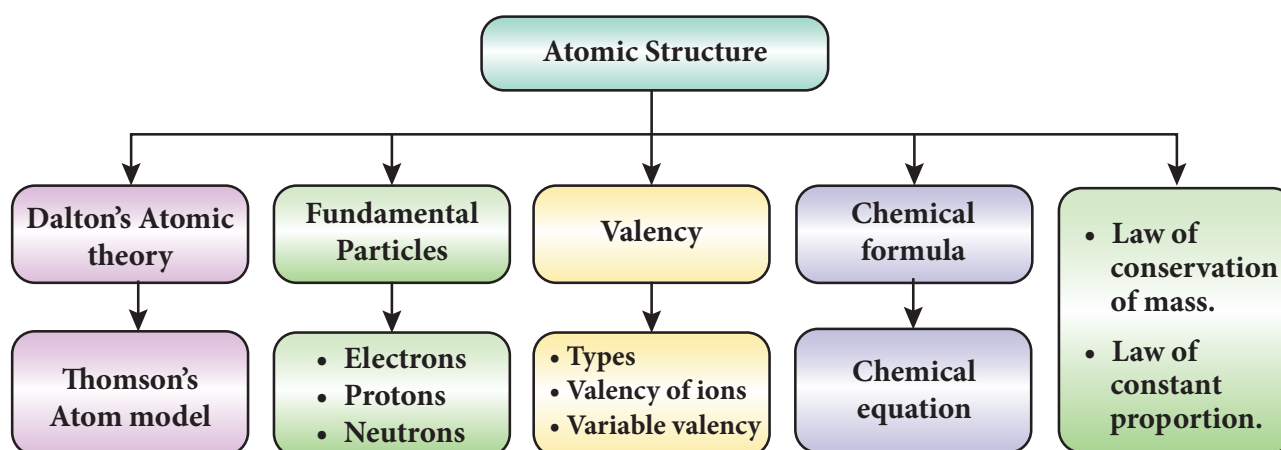 Atomic Structure
Dalton’s Atomic
theory
Thomson’s
Atom model
Fundamental
Particles
• Electrons
• Protons
• Neutrons
Valency
• Types
• Valency of ions
• Variable valency
Chemical
formula
Chemical
equation
• Law of
conservation
of mass.
• Law of
constant
proportion.